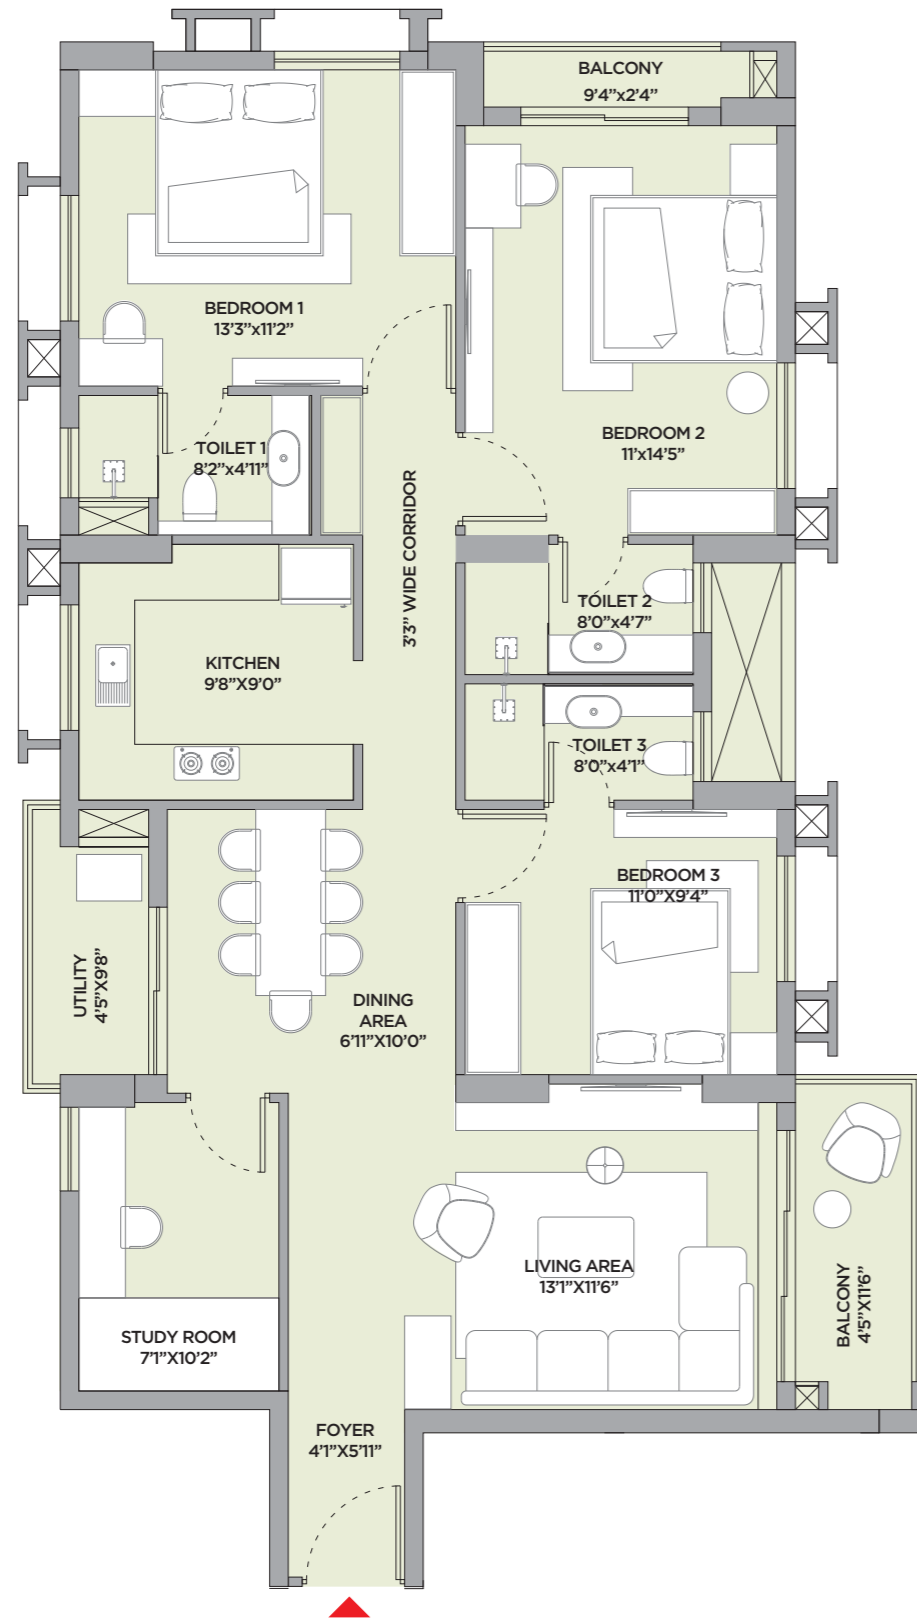 BALCONY
9'4"x2'4"
BEDROOM 1
13'3"x11'2"
BEDROOM 2
11'x14'5"
TOILET 1
8'2"x4'11"
3'3" WIDE CORRIDOR
TOILET 2
8'0"x4'7"
KITCHEN
9'8"X9'0"
TOILET 3
8'0"x4'1"
BEDROOM 3
11'0"X9'4"
UTILITY
4'5"X9'8"
DINING
AREA
6'11"X10'0"
LIVING AREA
13'1"X11'6"
BALCONY
4'5"X11'6"
STUDY ROOM
7'1"X10'2"
FOYER
4'1"X5'11"